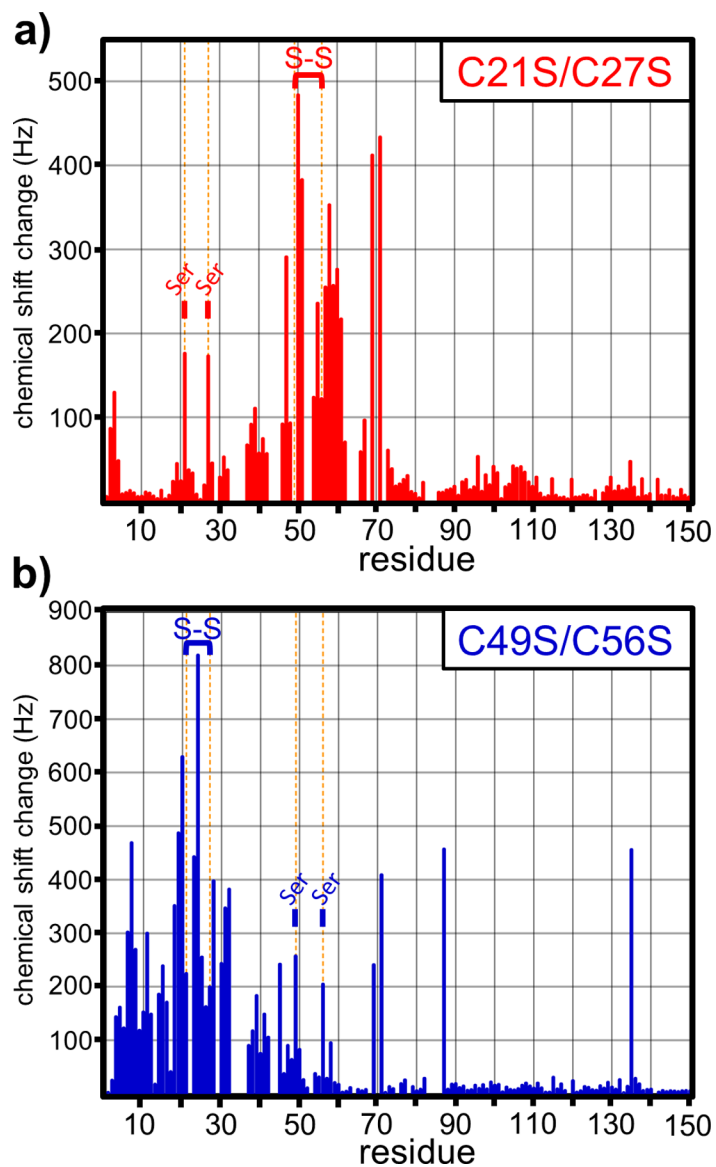 a)
S-S
C21S/C27S
500
400
300
200
100
Ser
Ser
chemical shift change (Hz)
10 30 50 70 90 110 130 150
residue
b)
900
S-S
C49S/C56S
800
700
600
500
400
300
200
100
Ser
Ser
chemical shift change (Hz)
10 30 50 70 90 110 130 150
residue